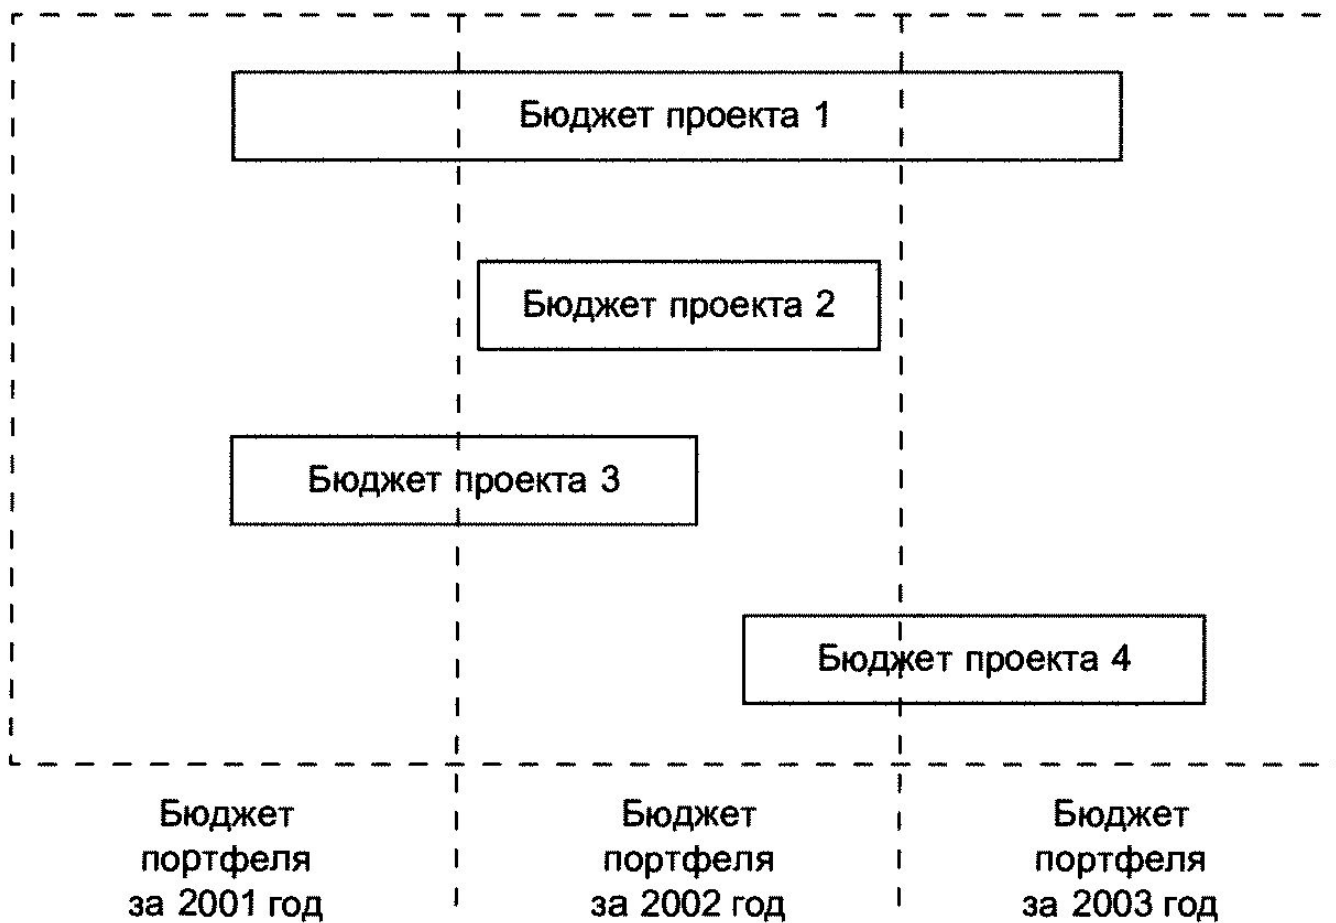 Бюджет проекта 1
Бюджет проекта 2
Бюджет проекта 3
Бюджет проекта 4
Бюджет
портфеля
за 2001 год
Бюджет
портфеля
за 2002 год
Бюджет
портфеля
за 2003 год